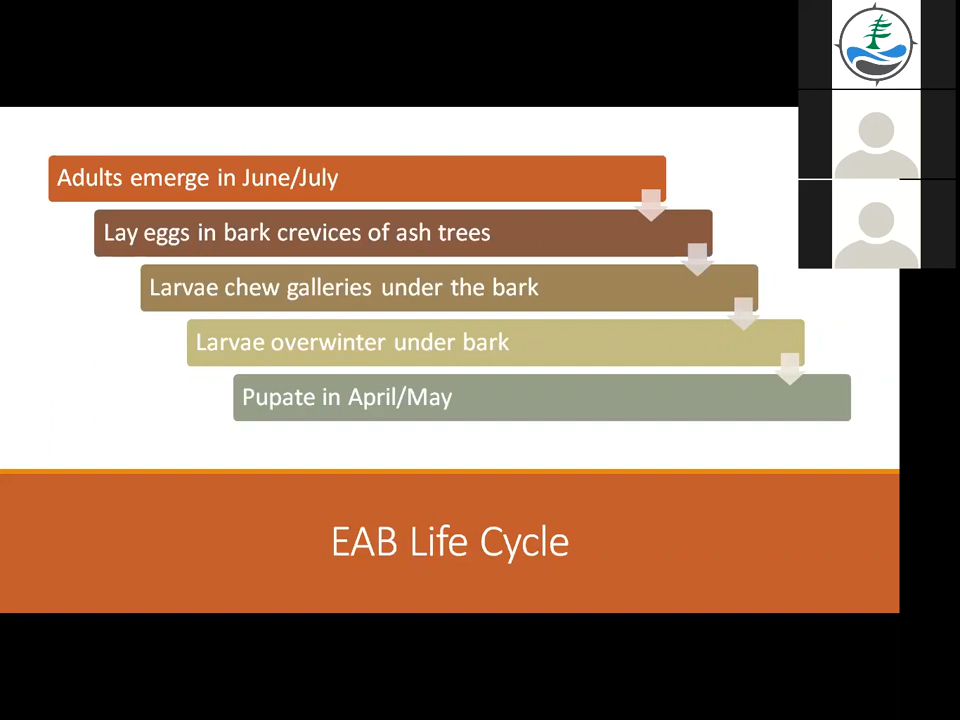 Adults emerge in June/July
Lay eggs in bark crevices of ash trees
Larvae chew galleries under the bark
Larvae overwinter under bark
Pupate in April/May
EAB Life Cycle